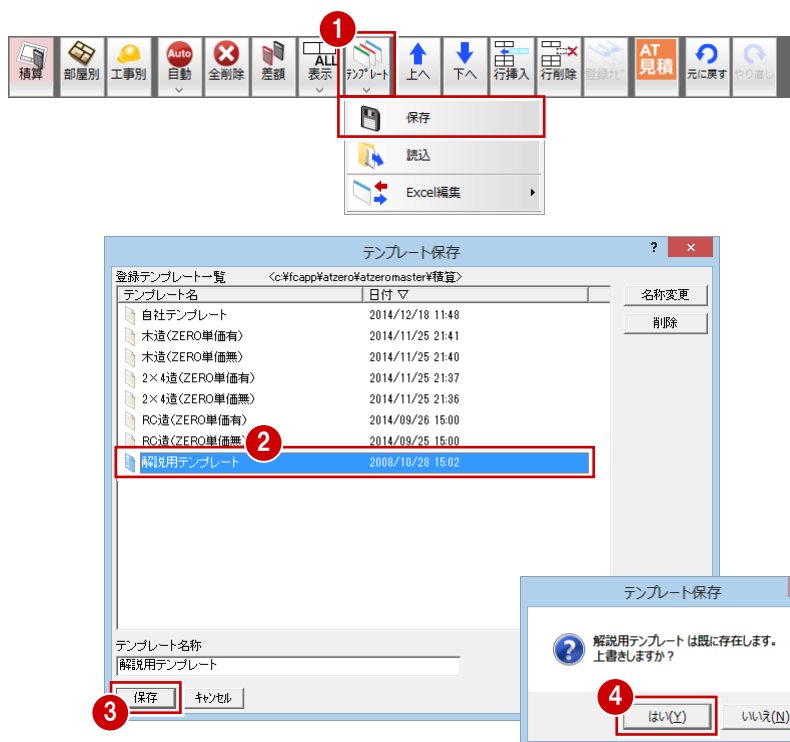 1
積算 部屋別 工事別 Auto 自動 全削除 差額 ALL 表示 テンプレート 上へ 下へ 行挿入 行削除 AT 見積 元に戻す やり直し
保存
読込
Excel編集
テンプレート保存 ? ×
登録テンプレート一覧 <c:¥fcapp¥atzero¥atzeromaster¥積算>
テンプレート名 日付 ▽ 名称変更
自社テンプレート 2014/12/18 11:48 削除
木造(ZERO単価有) 2014/11/25 21:41
木造(ZERO単価無) 2014/11/25 21:40
2×4造(ZERO単価有) 2014/11/25 21:37
2×4造(ZERO単価無) 2014/11/25 21:36
RC造(ZERO単価有) 2014/09/26 15:00
RC造(ZERO単価無) 2014/09/25 15:00
2
解説用テンプレート 2008/10/28 15:02
テンプレート保存
解説用テンプレート は既に存在します。
上書きしますか？
テンプレート名称
解説用テンプレート
3 保存 キャンセル
4 はい(Y) いいえ(N)